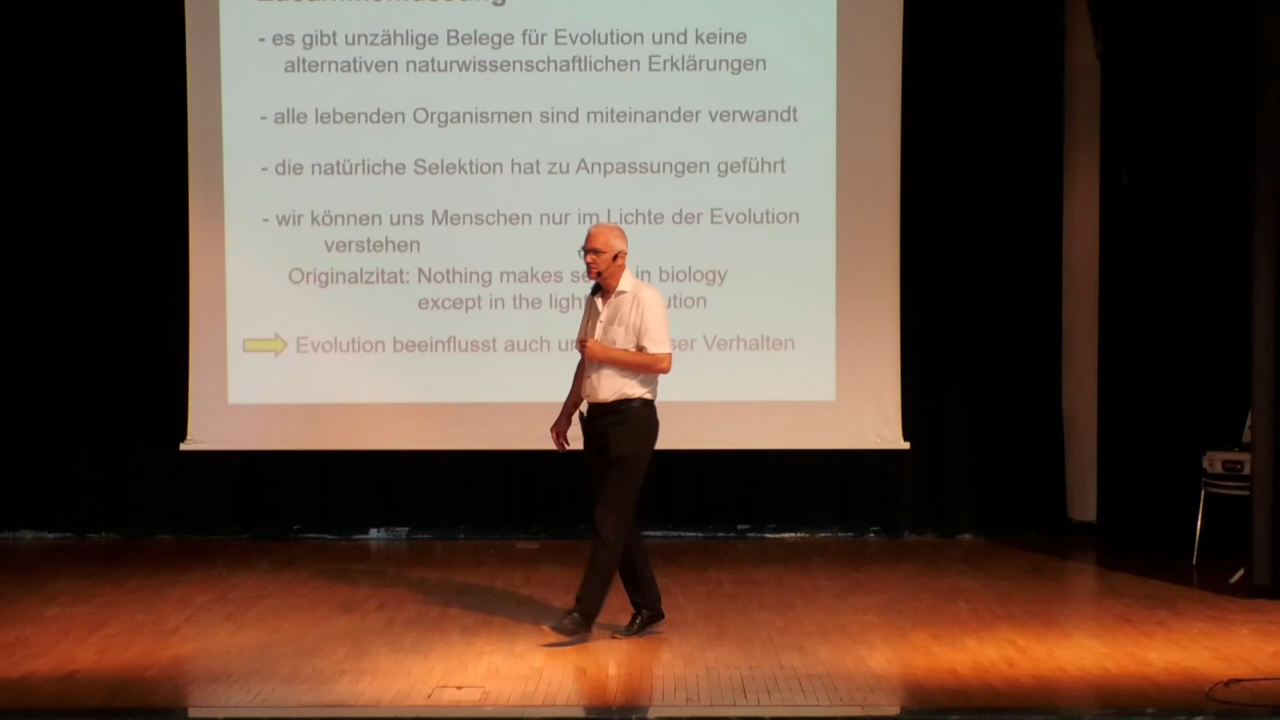 Zusammenfassung
- es gibt unzählige Belege für Evolution und keine
alternativen naturwissenschaftlichen Erklärungen
- alle lebenden Organismen sind miteinander verwandt
- die natürliche Selektion hat zu Anpassungen geführt
- wir können uns Menschen nur im Lichte der Evolution
verstehen
Originalzitat: Nothing makes in biology
except in the light
Evolution beeinflusst auch Verhalten